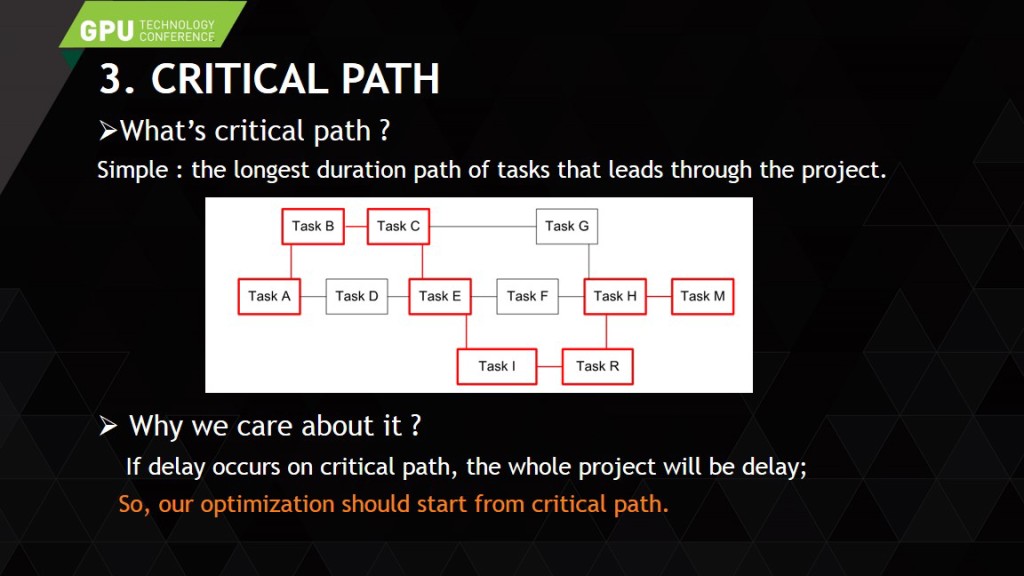 GPU TECHNOLOGY
CONFERENCE
3. CRITICAL PATH
➢What's critical path ?
Simple : the longest duration path of tasks that leads through the project.
Task B Task C Task G
Task A Task D Task E Task F Task H Task M
Task I Task R
➢ Why we care about it ?
If delay occurs on critical path, the whole project will be delay;
So, our optimization should start from critical path.